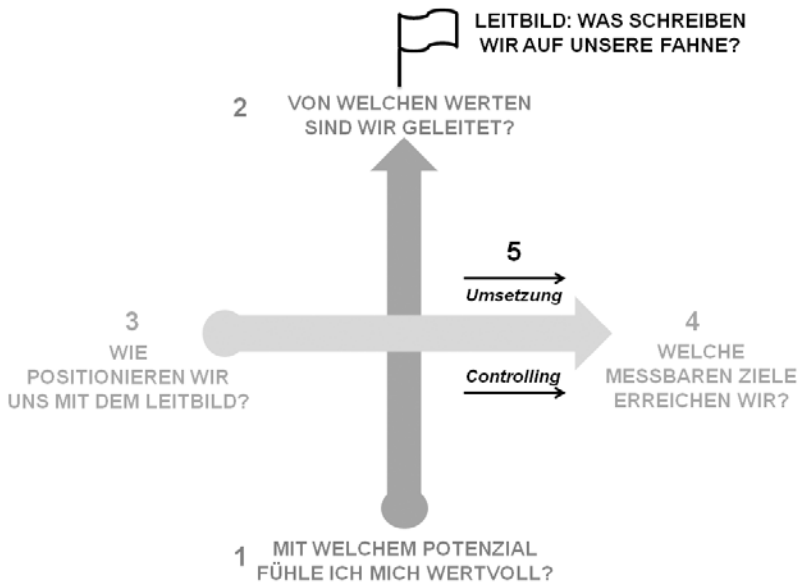 LEITBILD: WAS SCHREIBEN
WIR AUF UNSERE FAHNE?
2
VON WELCHEN WERTEN
SIND WIR GELEITET?
5
Umsetzung
3
WIE
POSITIONIEREN WIR
UNS MIT DEM LEITBILD?
4
WELCHE
MESSBAREN ZIELE
ERREICHEN WIR?
Controlling
1
MIT WELCHEM POTENZIAL
FÜHLE ICH MICH WERTVOLL?